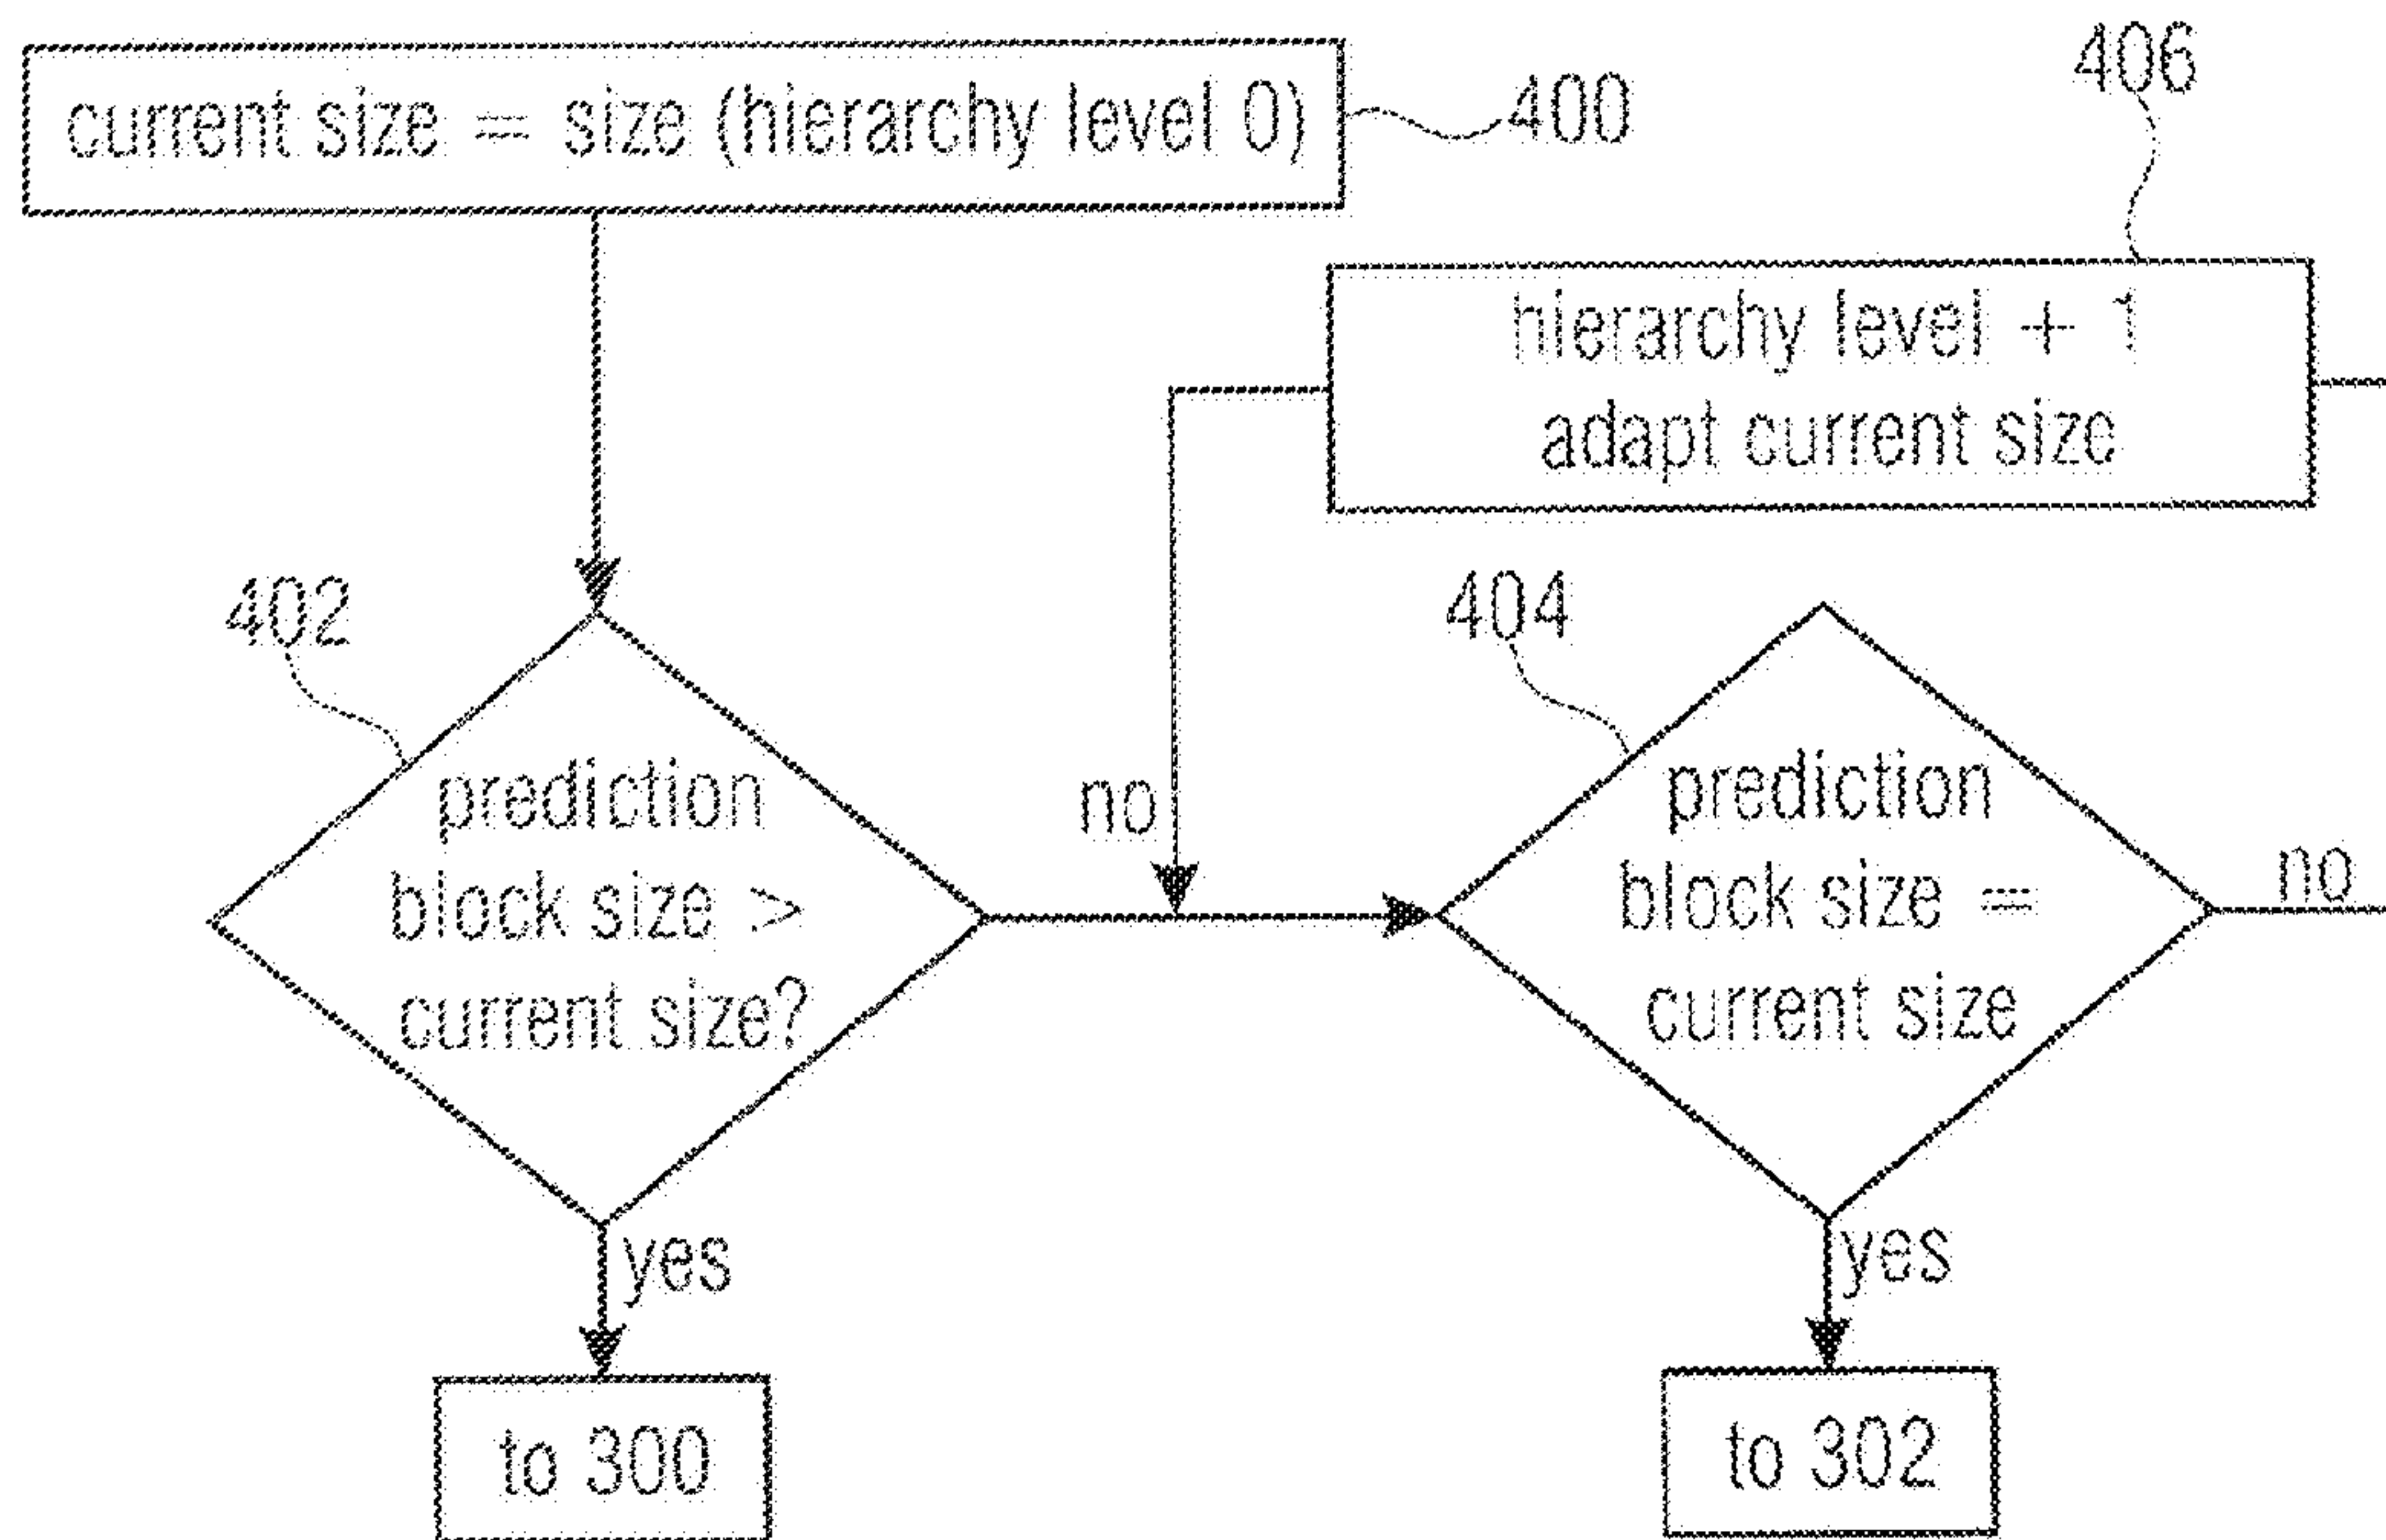 current size = size (hierarchy level 0)
400
406
hierarchy level + 1
adapt current size
402
prediction
block size >
current size?
no
404
prediction
block size =
current size
no
yes
yes
to 300
to 302